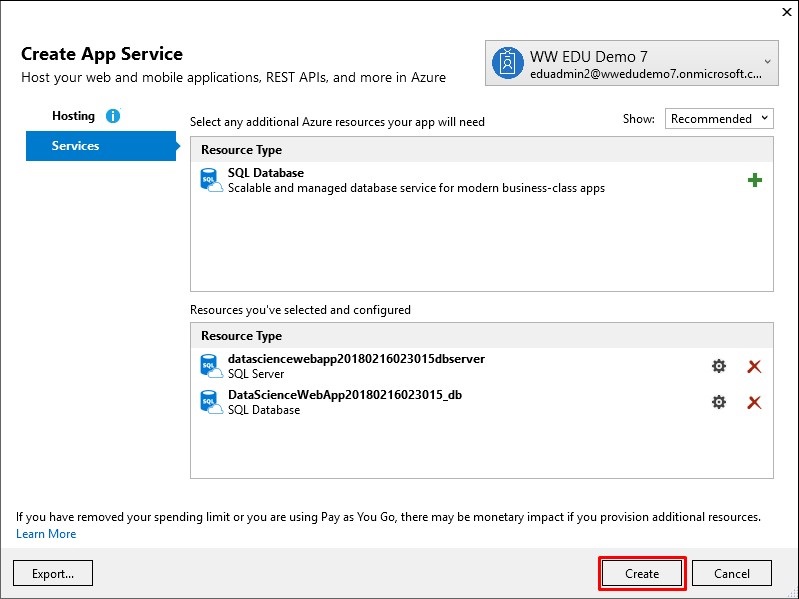 Create App Service
Host your web and mobile applications, REST APIs, and more in Azure
WW EDU Demo 7
eduadmin2@wwedudemo7.onmicrosoft.c...
Hosting
Services
Select any additional Azure resources your app will need
Show: Recommended
Resource Type
SQL Database
Scalable and managed database service for modern business-class apps
Resources you've selected and configured
Resource Type
datasciencewebapp20180216023015dbserver
SQL Server
DataScienceWebApp20180216023015_db
SQL Database
If you have removed your spending limit or you are using Pay as You Go, there may be monetary impact if you provision additional resources.
Learn More
Export...
Create
Cancel